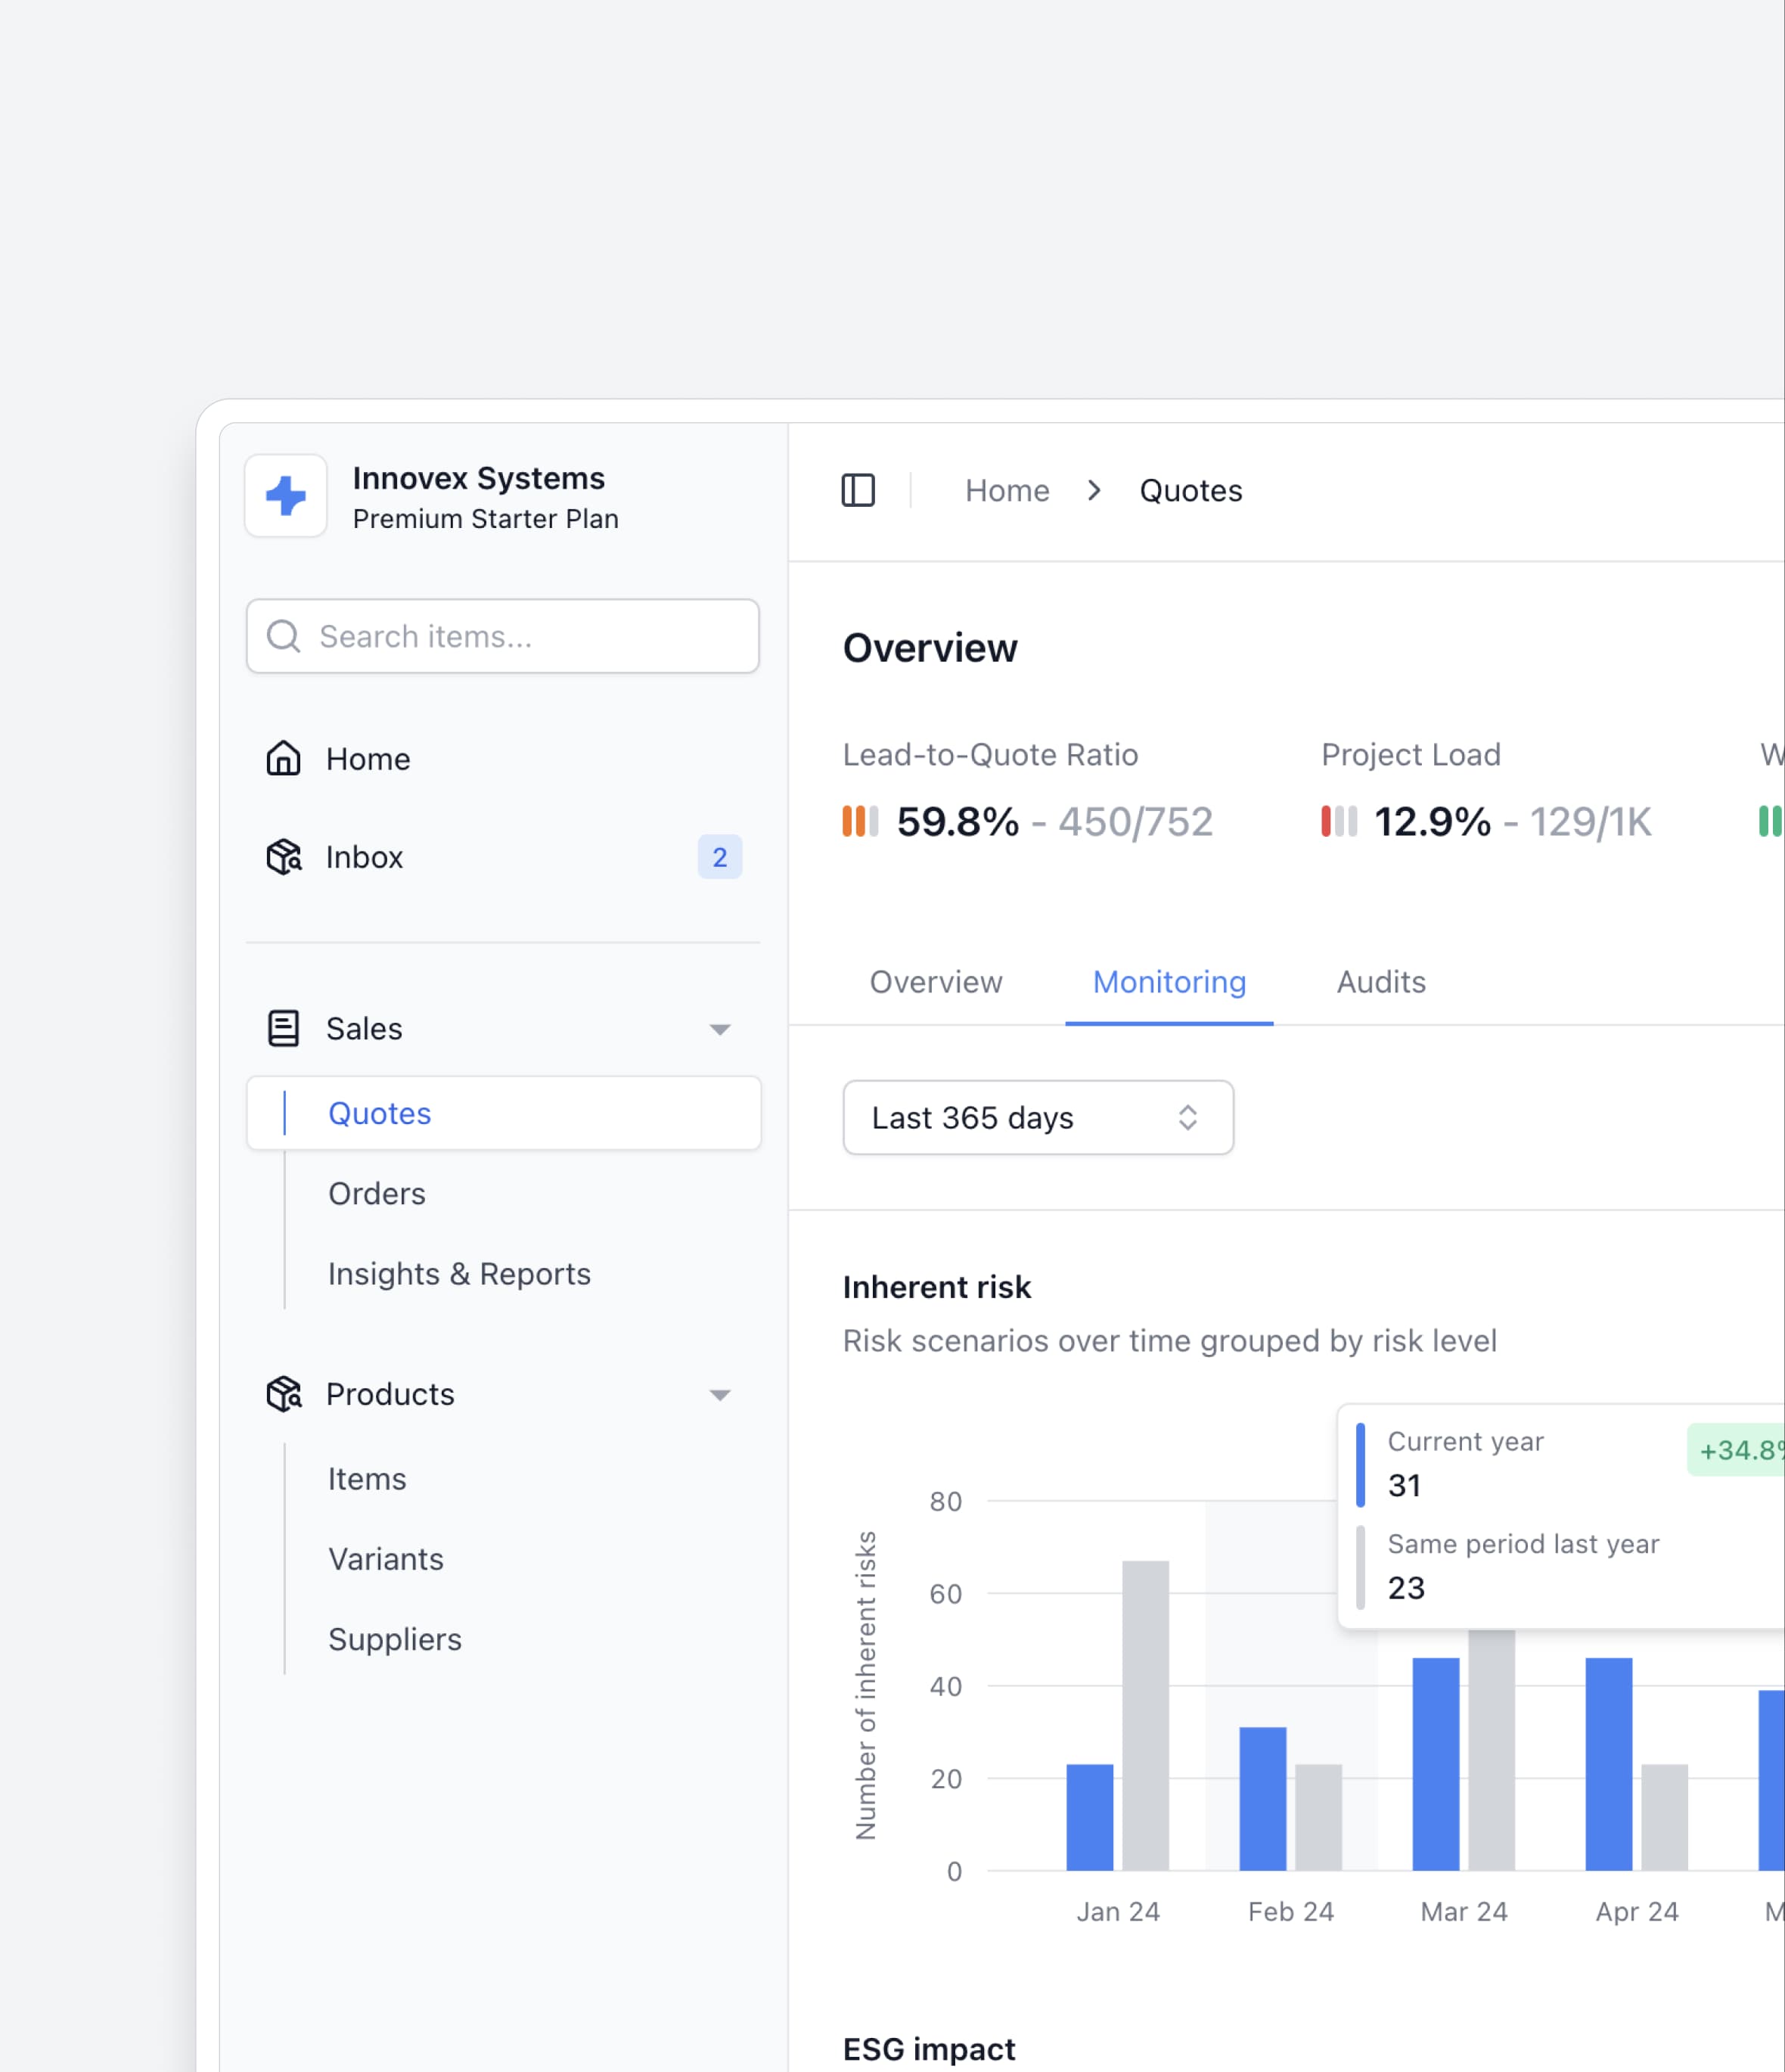 Innovex Systems
Premium Starter Plan
Search items...
Home
Inbox
2
Sales
Quotes
Orders
Insights & Reports
Products
Items
Variants
Suppliers
Home
Quotes
Overview
Lead-to-Quote Ratio
59.8% - 450/752
Project Load
12.9% - 129/1K
Overview
Monitoring
Audits
Last 365 days
Inherent risk
Risk scenarios over time grouped by risk level
Current year
+34.8%
31
Same period last year
23
Number of inherent risks
80
60
40
20
0
Jan 24
Feb 24
Mar 24
Apr 24
ESG impact